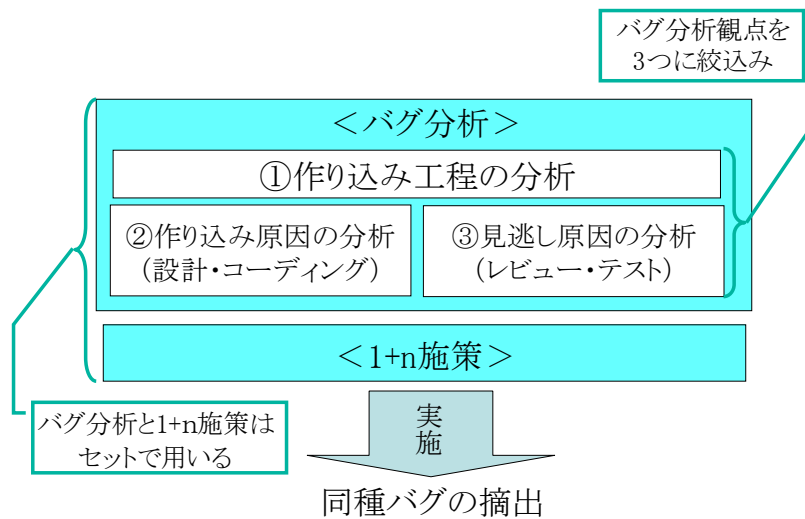 バグ分析観点を
3つに絞込み
＜バグ分析＞
①作り込み工程の分析
②作り込み原因の分析
(設計・コーディング)
③見逃し原因の分析
(レビュー・テスト)
＜1+n施策＞
バグ分析と1+n施策は
セットで用いる
実
施
同種バグの摘出